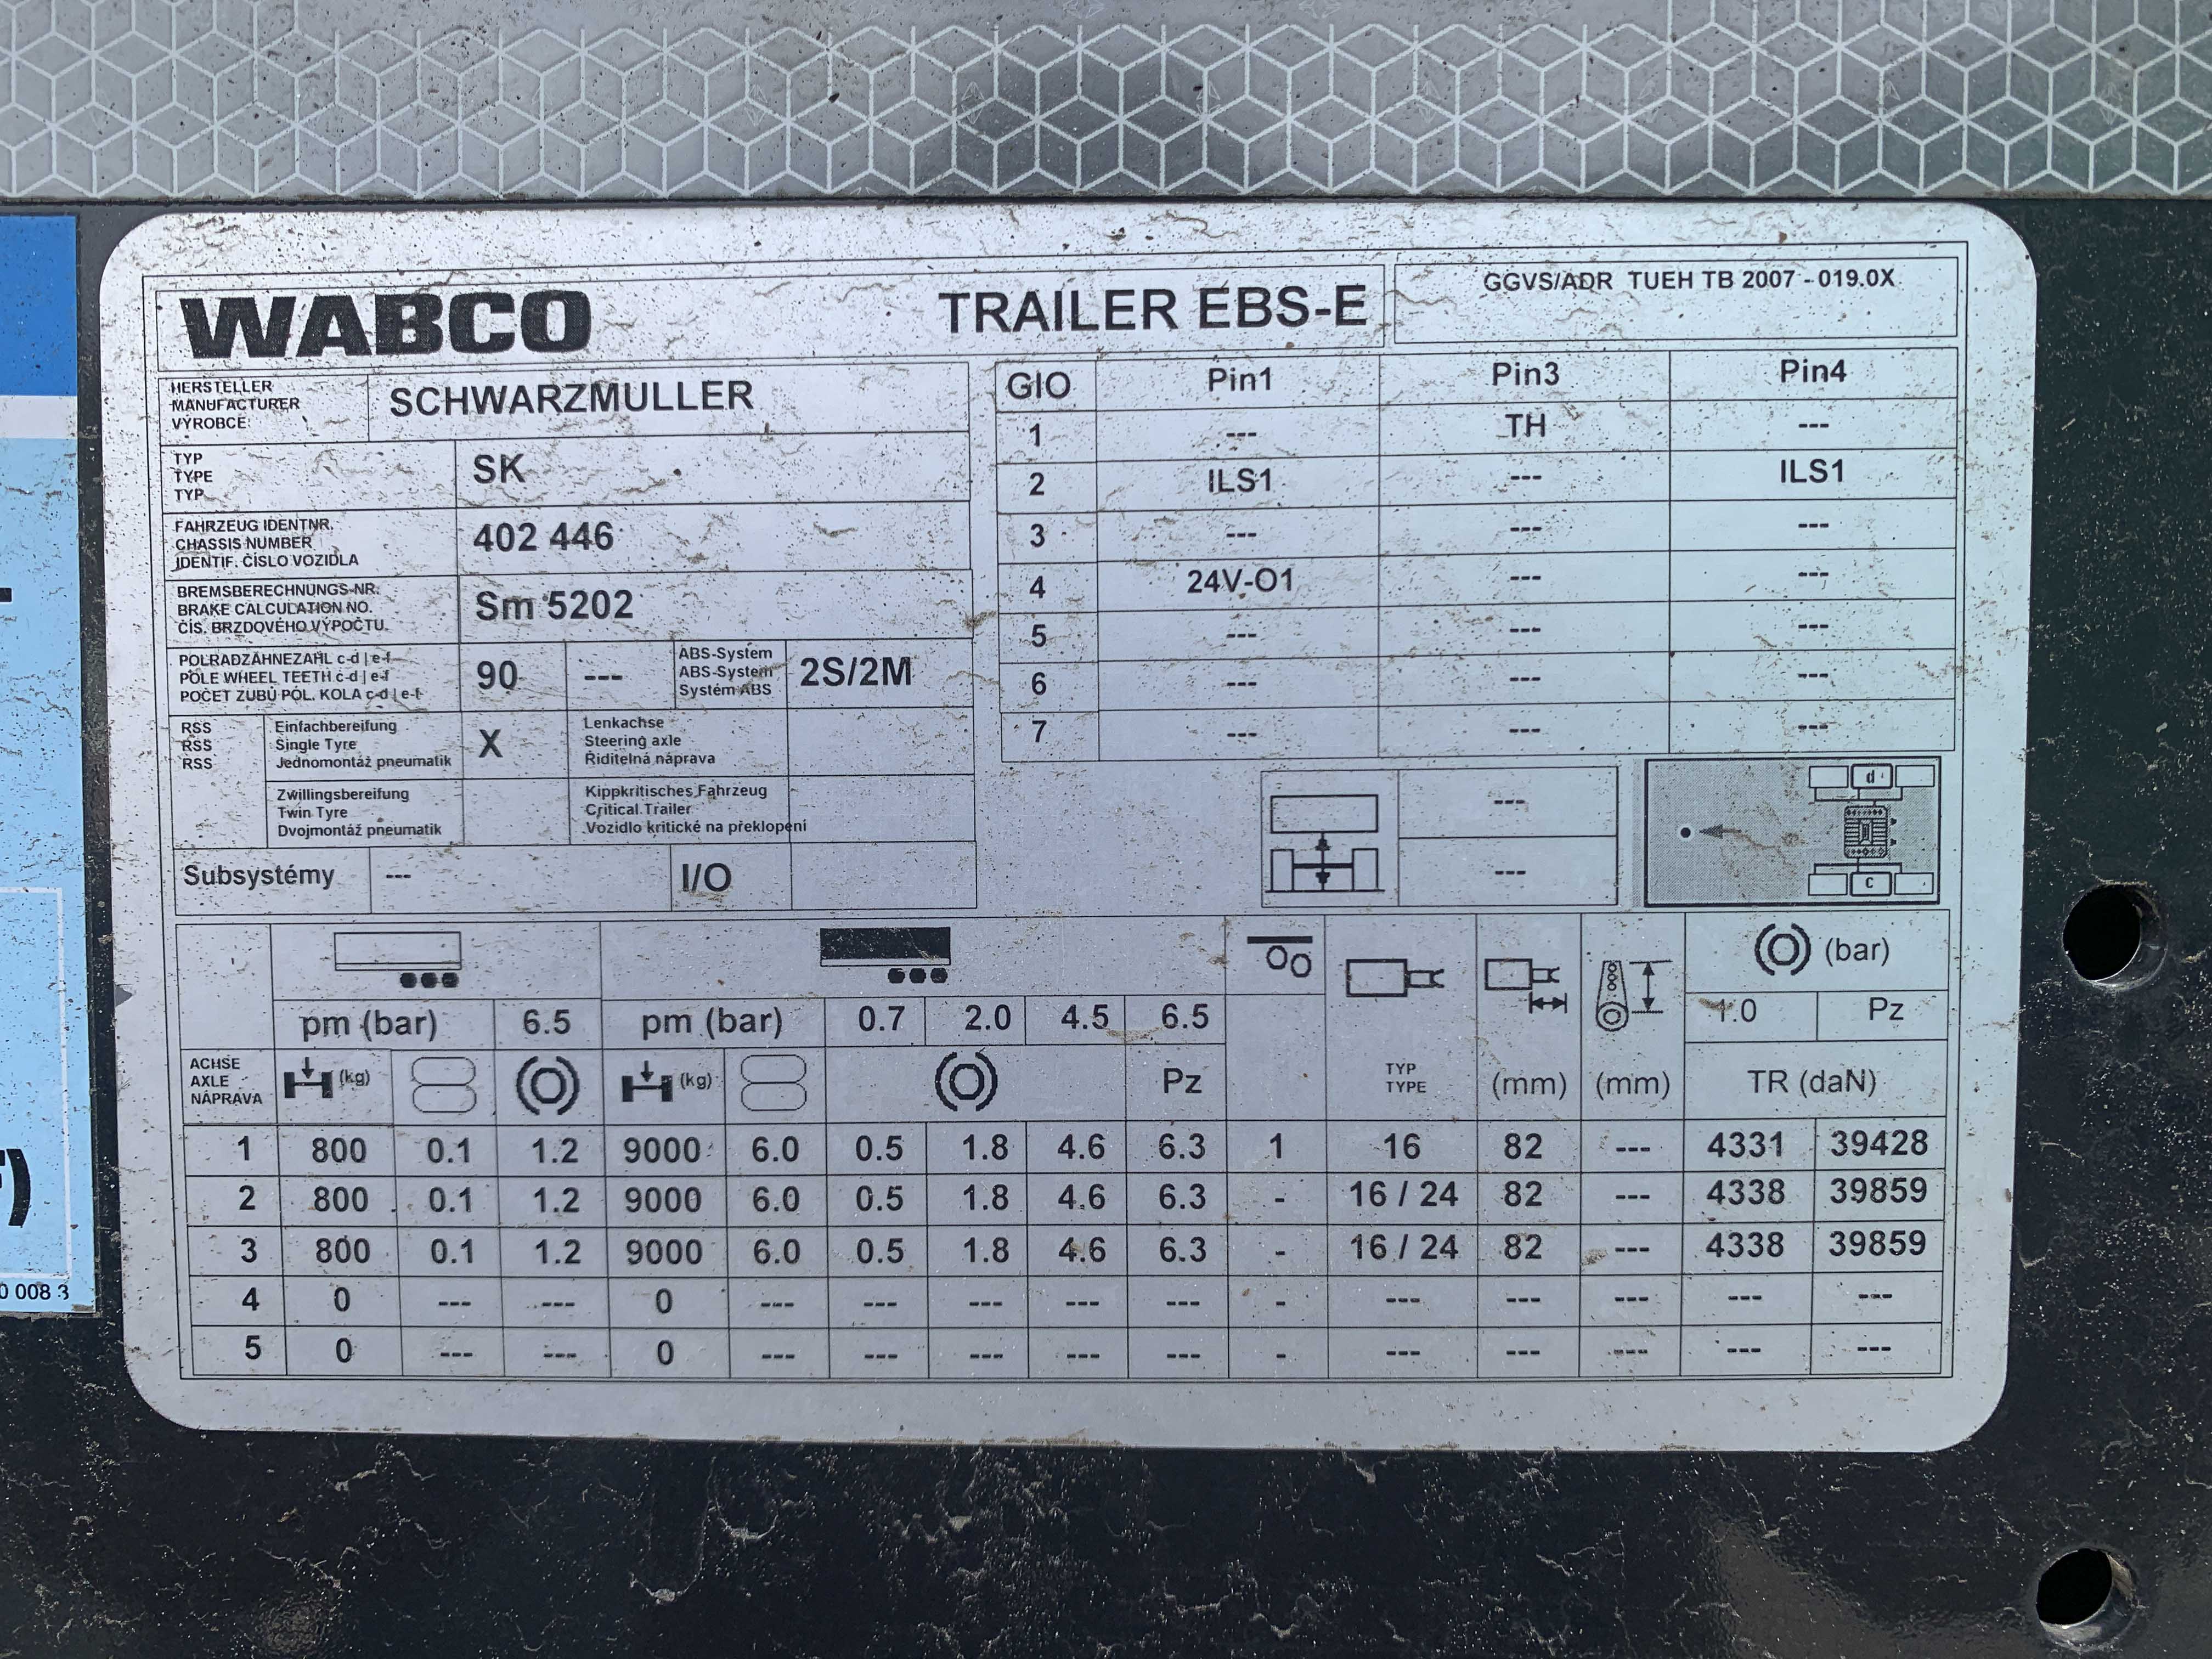 WABCO TRAILER EBS-E
GGVS/ADR TUEH TB 2007 - 019.0X
HERSTELLER
MANUFACTURER
VÝROBCE
SCHWARZMULLER
TYP
TYPE
TYP
SK
FAHRZEUG IDENTNR.
CHASSIS NUMBER
IDENTIF. ČÍSLO VOZIDLA
402 446
BREMSBERECHNUNGS-NR.
BRAKE CALCULATION NO.
ČÍS. BRZDOVÉHO VÝPOČTU.
Sm 5202
POLRADZÄHNEZAHL c-d | e-f
POLE WHEEL TEETH c-d | e-f
POČET ZUBŮ PÓL. KOLA c-d | e-f
90 ---
ABS-System
ABS-System
Systém ABS
2S/2M
RSS
RSS
RSS
Einfachbereifung
Single Tyre
Jednomontáž pneumatik
X
Lenkachse
Steering axle
Řiditelná náprava
Zwillingsbereifung
Twin Tyre
Dvojmontáž pneumatik
Kippkritisches Fahrzeug
Critical Trailer
Vozidlo kritické na překlopení
Subsystémy --- I/O
GIO Pin1 Pin3 Pin4
1 --- TH ---
2 ILS1 --- ILS1
3 --- --- ---
4 24V-O1 --- ---
5 --- --- ---
6 --- --- ---
7 --- --- ---
---
---
d
c
(bar)
pm (bar) 6.5 pm (bar) 0.7 2.0 4.5 6.5 1.0 Pz
ACHSE
AXLE
NÁPRAVA
(kg) (kg) Pz
TYP
TYPE
(mm) (mm) TR (daN)
1 800 0.1 1.2 9000 6.0 0.5 1.8 4.6 6.3 1 16 82 --- 4331 39428
2 800 0.1 1.2 9000 6.0 0.5 1.8 4.6 6.3 - 16 / 24 82 --- 4338 39859
3 800 0.1 1.2 9000 6.0 0.5 1.8 4.6 6.3 - 16 / 24 82 --- 4338 39859
4 0 --- --- 0 --- --- --- --- --- - --- --- --- --- ---
5 0 --- --- 0 --- --- --- --- --- - --- --- --- --- ---
0 008 3